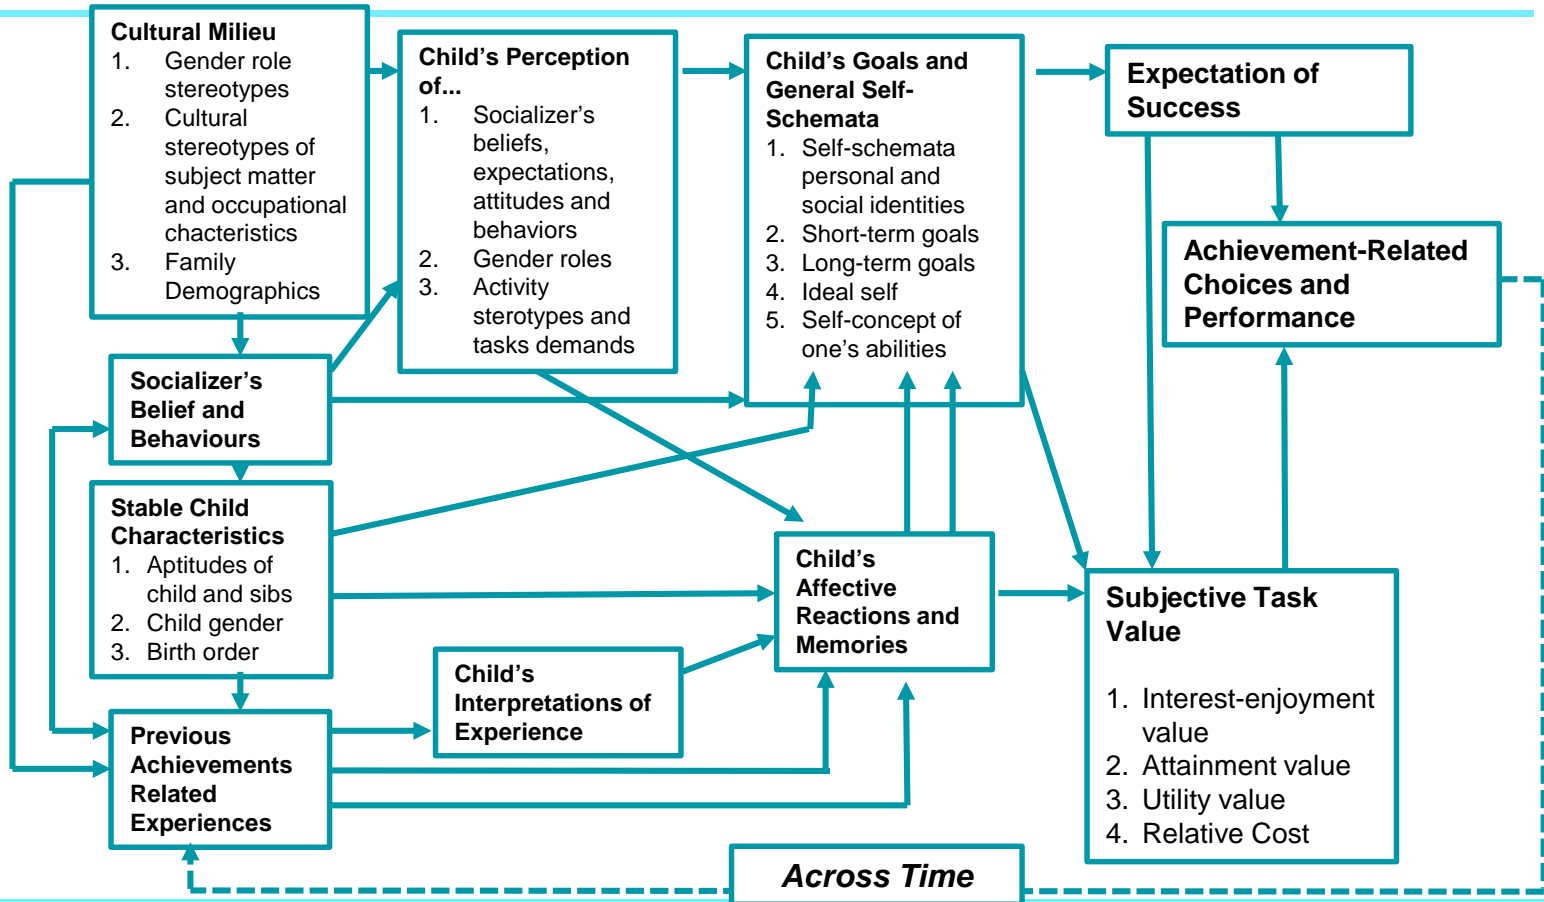 Cultural Milieu
1. Gender role
stereotypes
2. Cultural
stereotypes of
subject matter
and occupational
chacteristics
3. Family
Demographics
Child’s Perception
of...
1. Socializer’s
beliefs,
expectations,
attitudes and
behaviors
2. Gender roles
3. Activity
sterotypes and
tasks demands
Child’s Goals and
General Self-
Schemata
1. Self-schemata
personal and
social identities
2. Short-term goals
3. Long-term goals
4. Ideal self
5. Self-concept of
one’s abilities
Expectation of
Success
Achievement-Related
Choices and
Performance
Socializer’s
Belief and
Behaviours
Stable Child
Characteristics
1. Aptitudes of
child and sibs
2. Child gender
3. Birth order
Child’s
Affective
Reactions and
Memories
Subjective Task
Value
1. Interest-enjoyment
value
2. Attainment value
3. Utility value
4. Relative Cost
Child’s
Interpretations of
Experience
Previous
Achievements
Related
Experiences
Across Time